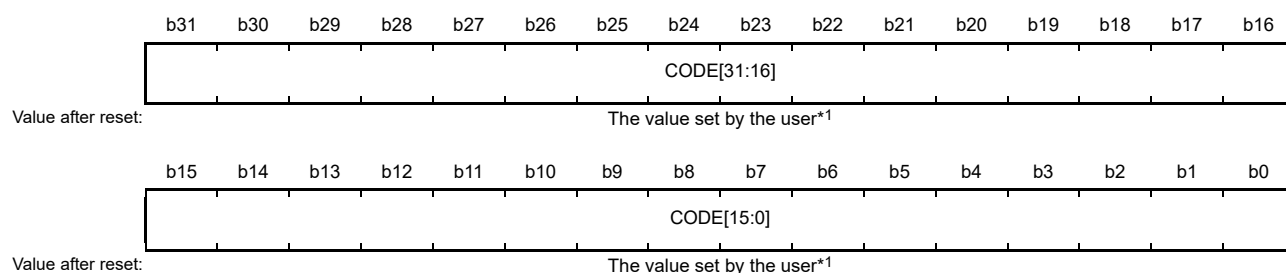 b31 b30 b29 b28 b27 b26 b25 b24 b23 b22 b21 b20 b19 b18 b17 b16
CODE[31:16]
Value after reset: The value set by the user*1
b15 b14 b13 b12 b11 b10 b9 b8 b7 b6 b5 b4 b3 b2 b1 b0
CODE[15:0]
Value after reset: The value set by the user*1